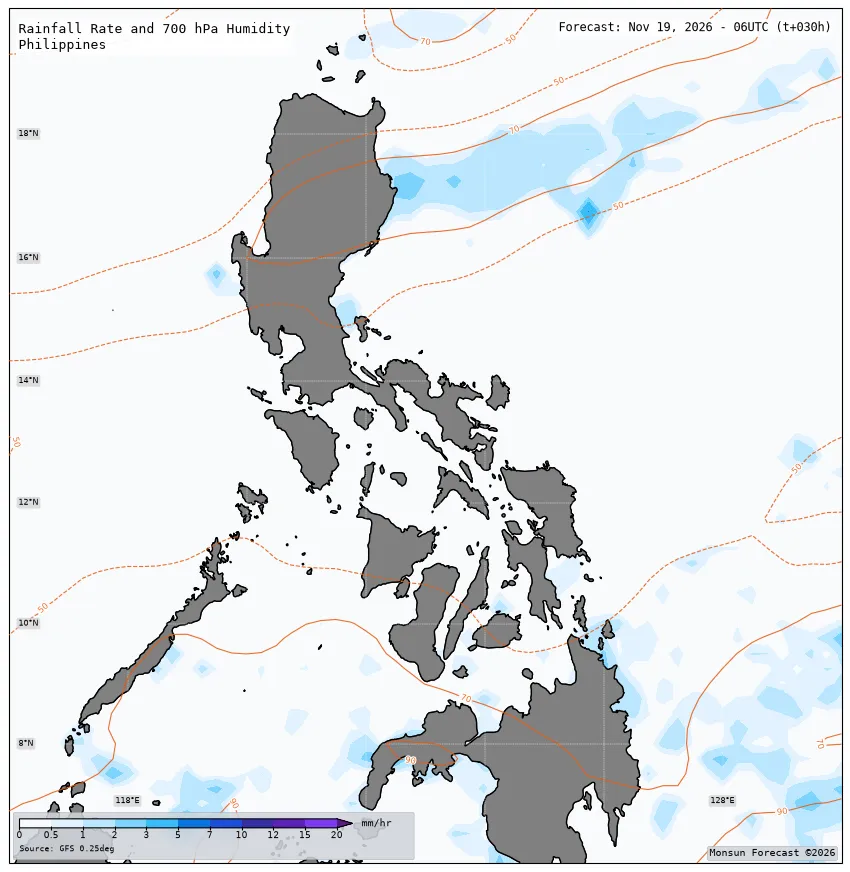 Rainfall Rate and 700 hPa Humidity
Philippines
Forecast: Nov 19, 2026 - 06UTC (t+030h)
70
50
50
18°N
70
50
16°N
14°N
50
50
12°N
50
10°N
70
8°N
70
90
118°E
128°E
90
90
mm/hr
0 0.5 1 2 3 5 7 10 12 15 20
Source: GFS 0.25deg
Monsun Forecast ©2026